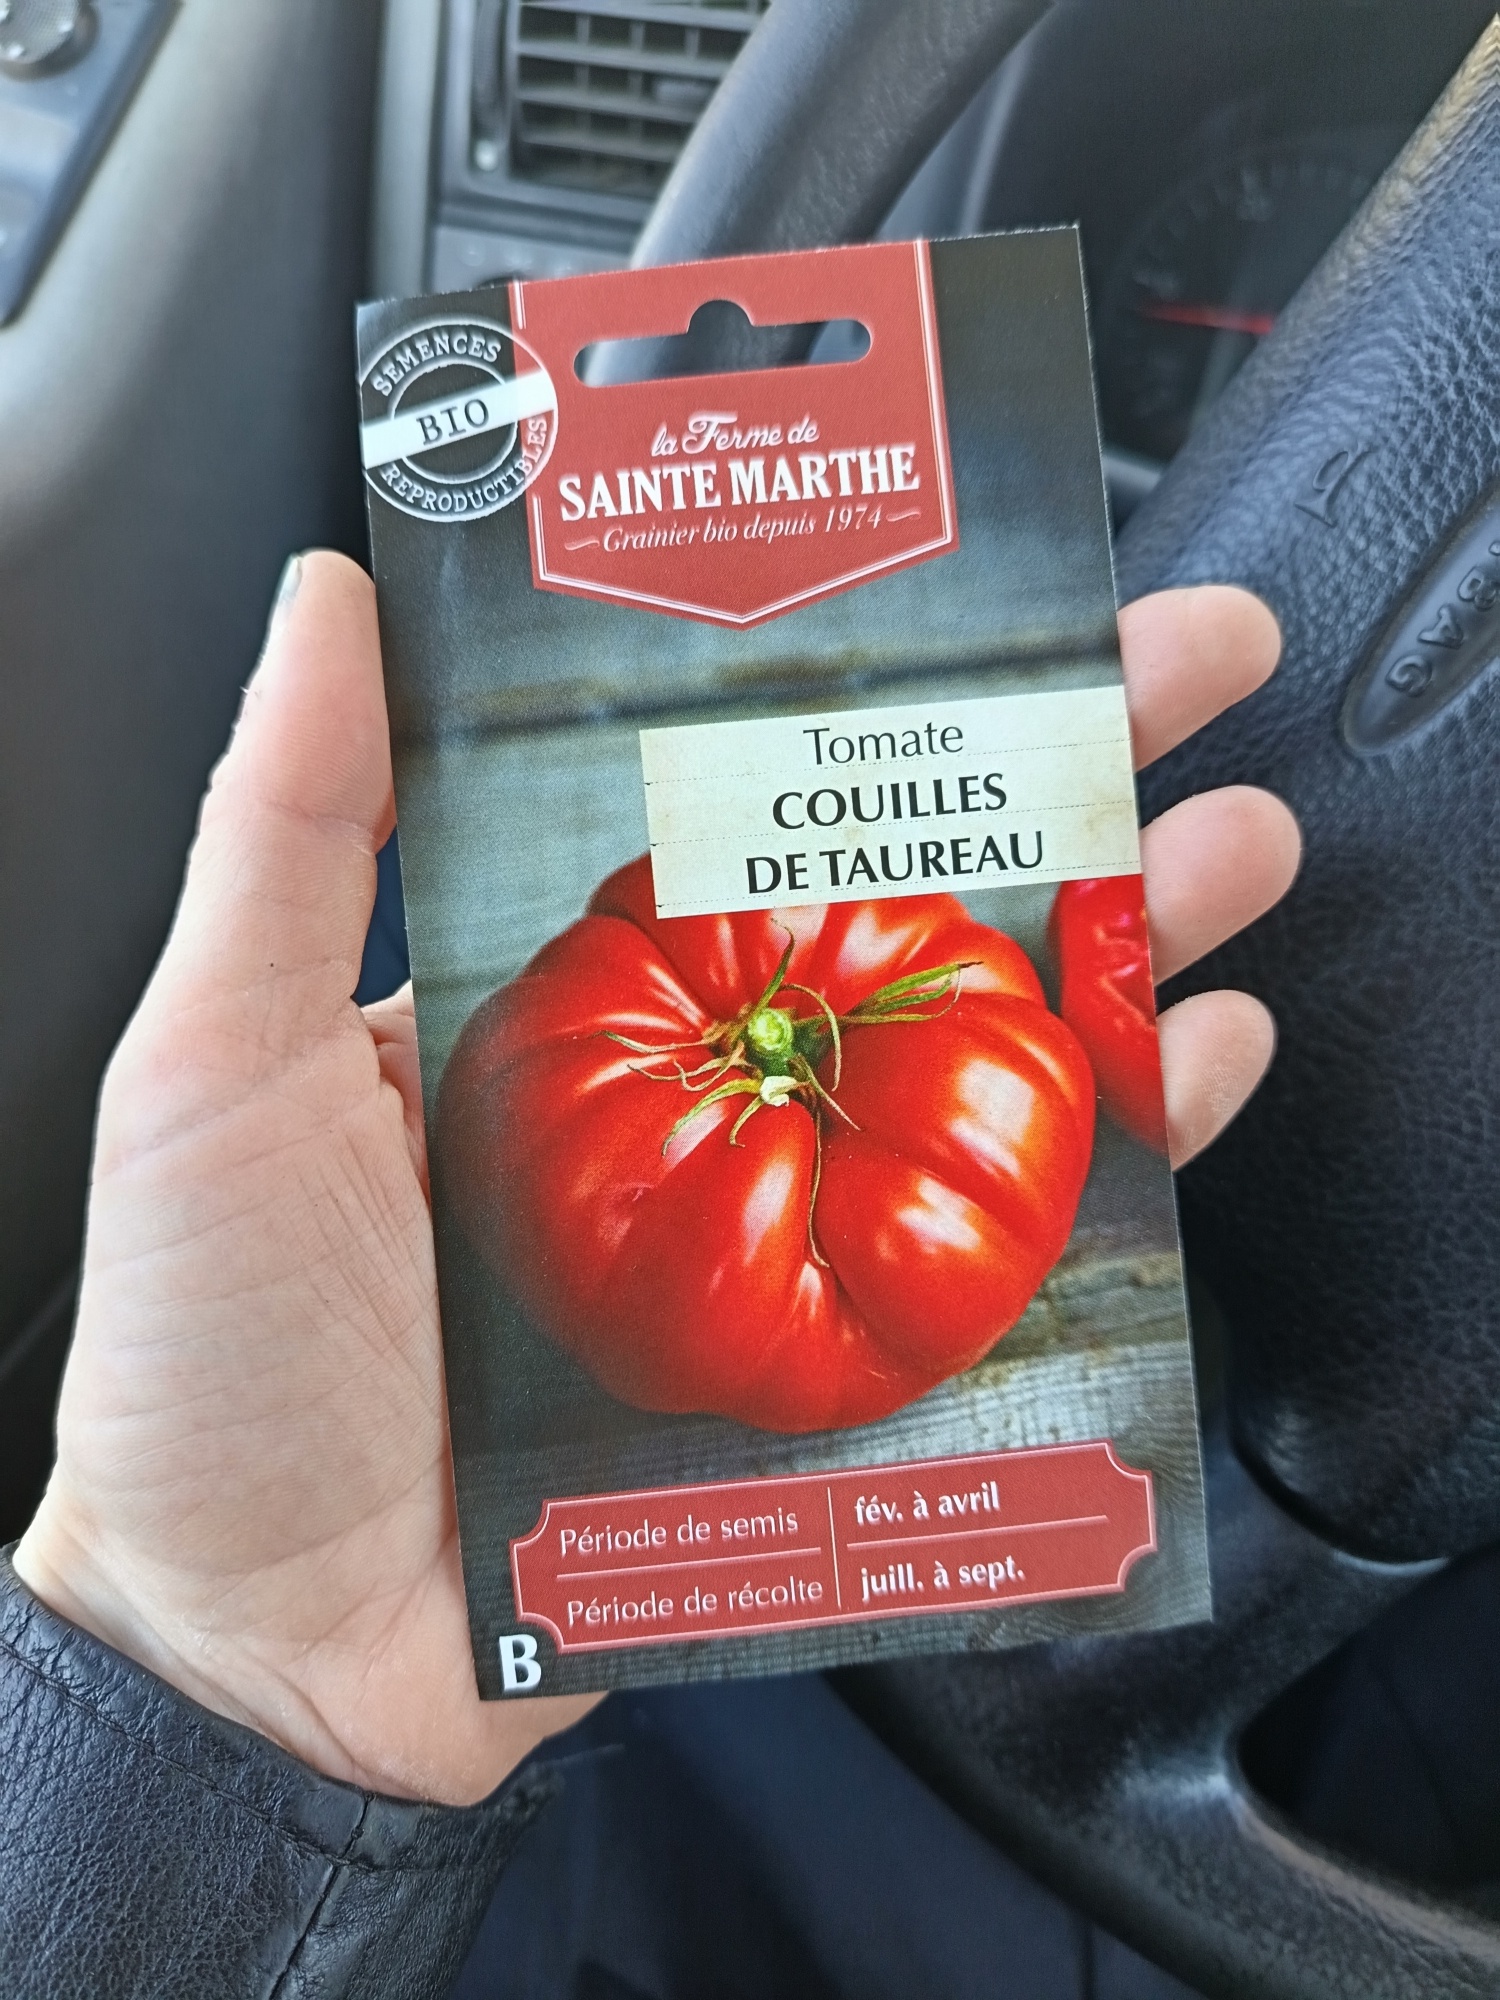 SEMENCES
BIO
REPRODUCTIBLES
la Ferme de
SAINTE MARTHE
Grainier bio depuis 1974
Tomate
COUILLES
DE TAUREAU
Période de semis
fév. à avril
Période de récolte
juill. à sept.
B